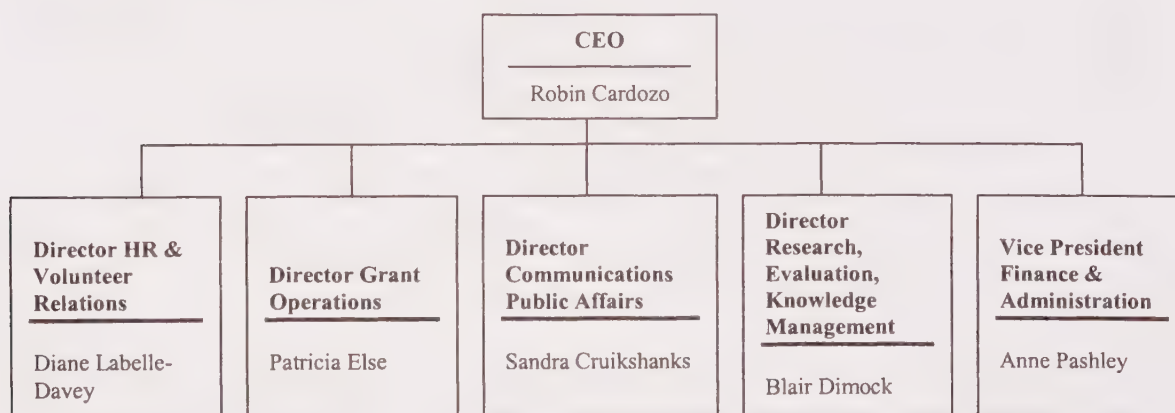 CEO
Robin Cardozo
Director HR &
Volunteer
Relations
Diane Labelle-
Davey
Director Grant
Operations
Patricia Else
Director
Communications
Public Affairs
Sandra Cruikshanks
Director
Research,
Evaluation,
Knowledge
Management
Blair Dimock
Vice President
Finance &
Administration
Anne Pashley